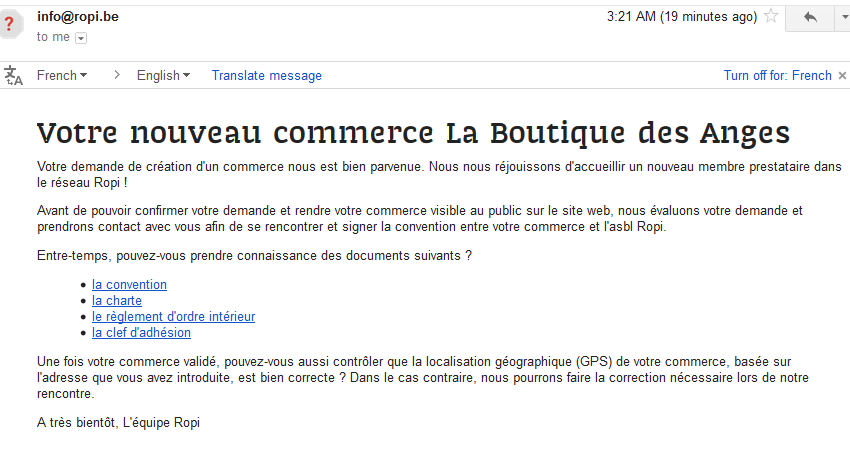 info@ropi.be
3:21 AM (19 minutes ago)
to me
French
English
Translate message
Turn off for: French
Votre nouveau commerce La Boutique des Anges
Votre demande de création d'un commerce nous est bien parvenue. Nous nous réjouissons d'accueillir un nouveau membre prestataire dans
le réseau Ropi !
Avant de pouvoir confirmer votre demande et rendre votre commerce visible au public sur le site web, nous évaluons votre demande et
prendrons contact avec vous afin de se rencontrer et signer la convention entre votre commerce et l'asbl Ropi.
Entre-temps, pouvez-vous prendre connaissance des documents suivants ?
la convention
la charte
le règlement d'ordre intérieur
la clef d'adhésion
Une fois votre commerce validé, pouvez-vous aussi contrôler que la localisation géographique (GPS) de votre commerce, basée sur
l'adresse que vous avez introduite, est bien correcte ? Dans le cas contraire, nous pourrons faire la correction nécessaire lors de notre
rencontre.
A très bientôt, L'équipe Ropi